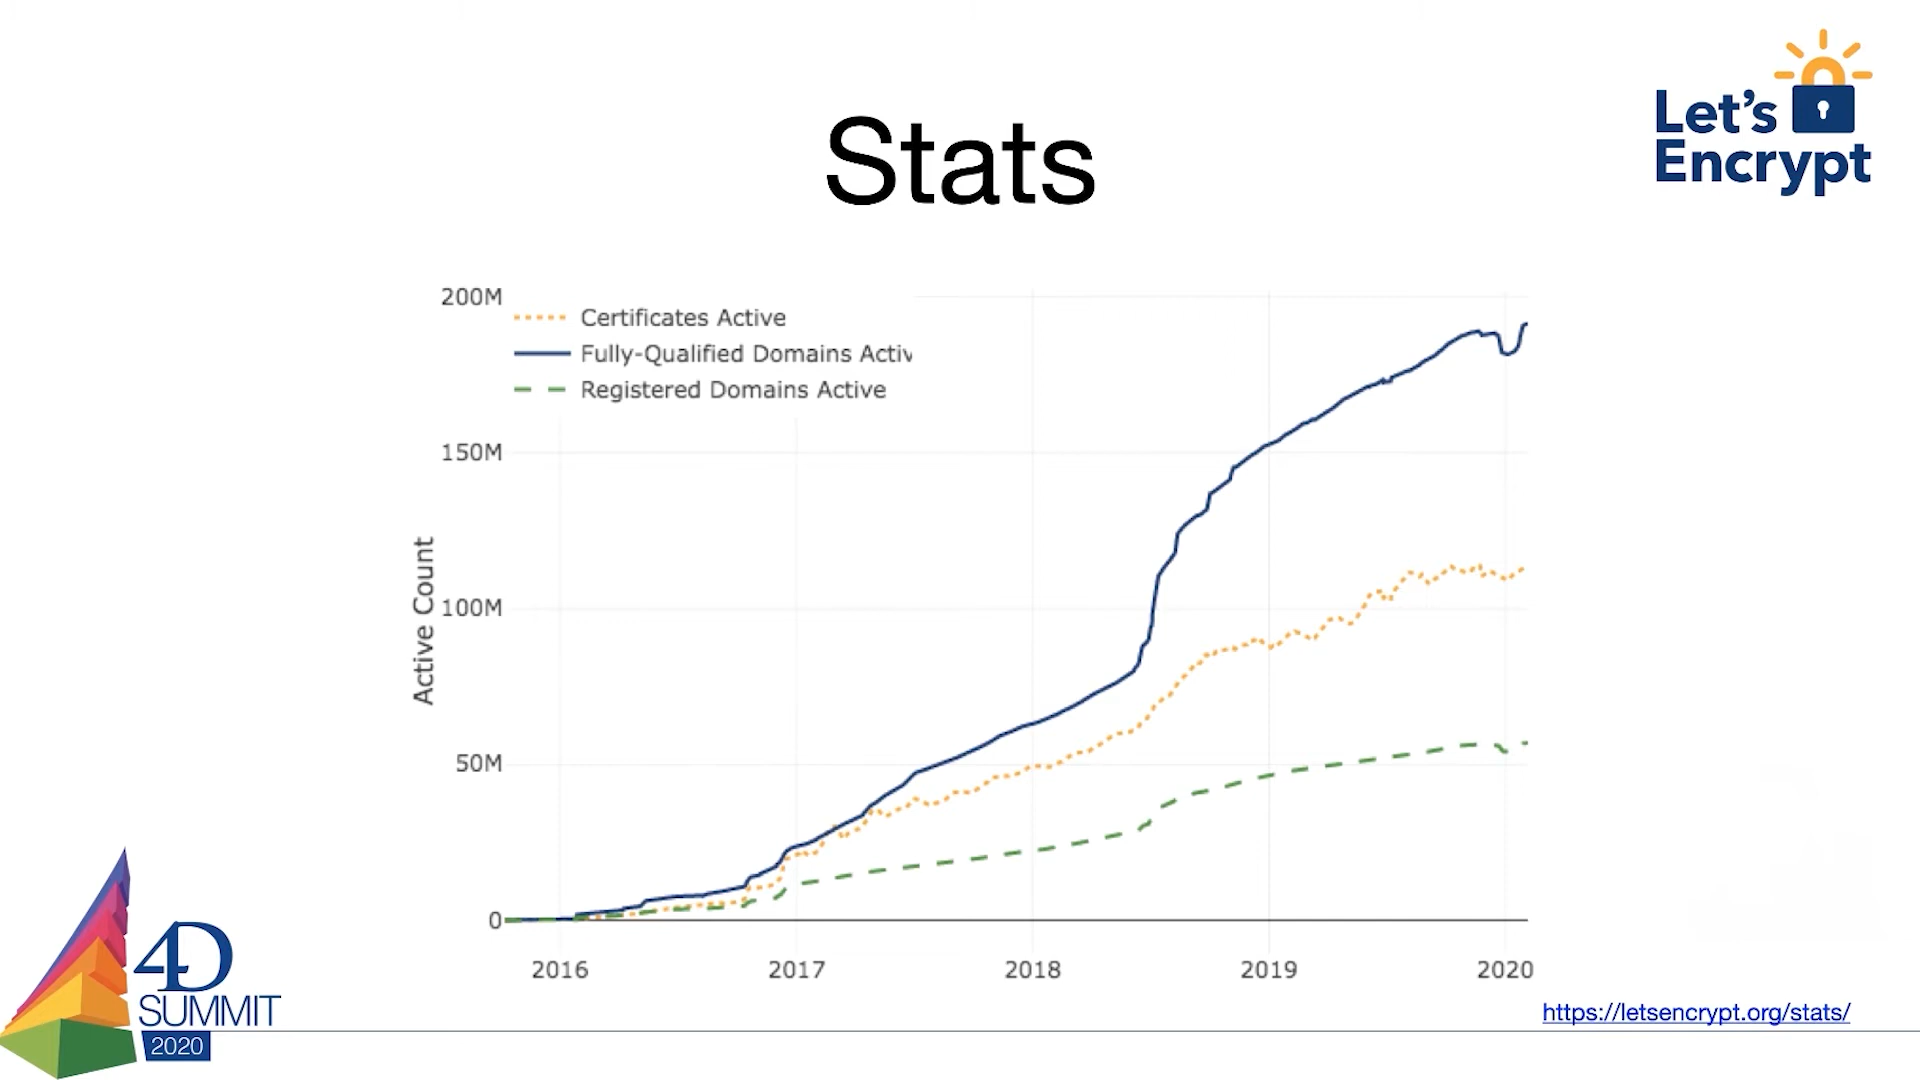 Stats
Let's
Encrypt
200M
Certificates Active
Fully-Qualified Domains Activ
Registered Domains Active
150M
100M
50M
0
Active Count
2016 2017 2018 2019 2020
4D
SUMMIT
2020
https://letsencrypt.org/stats/